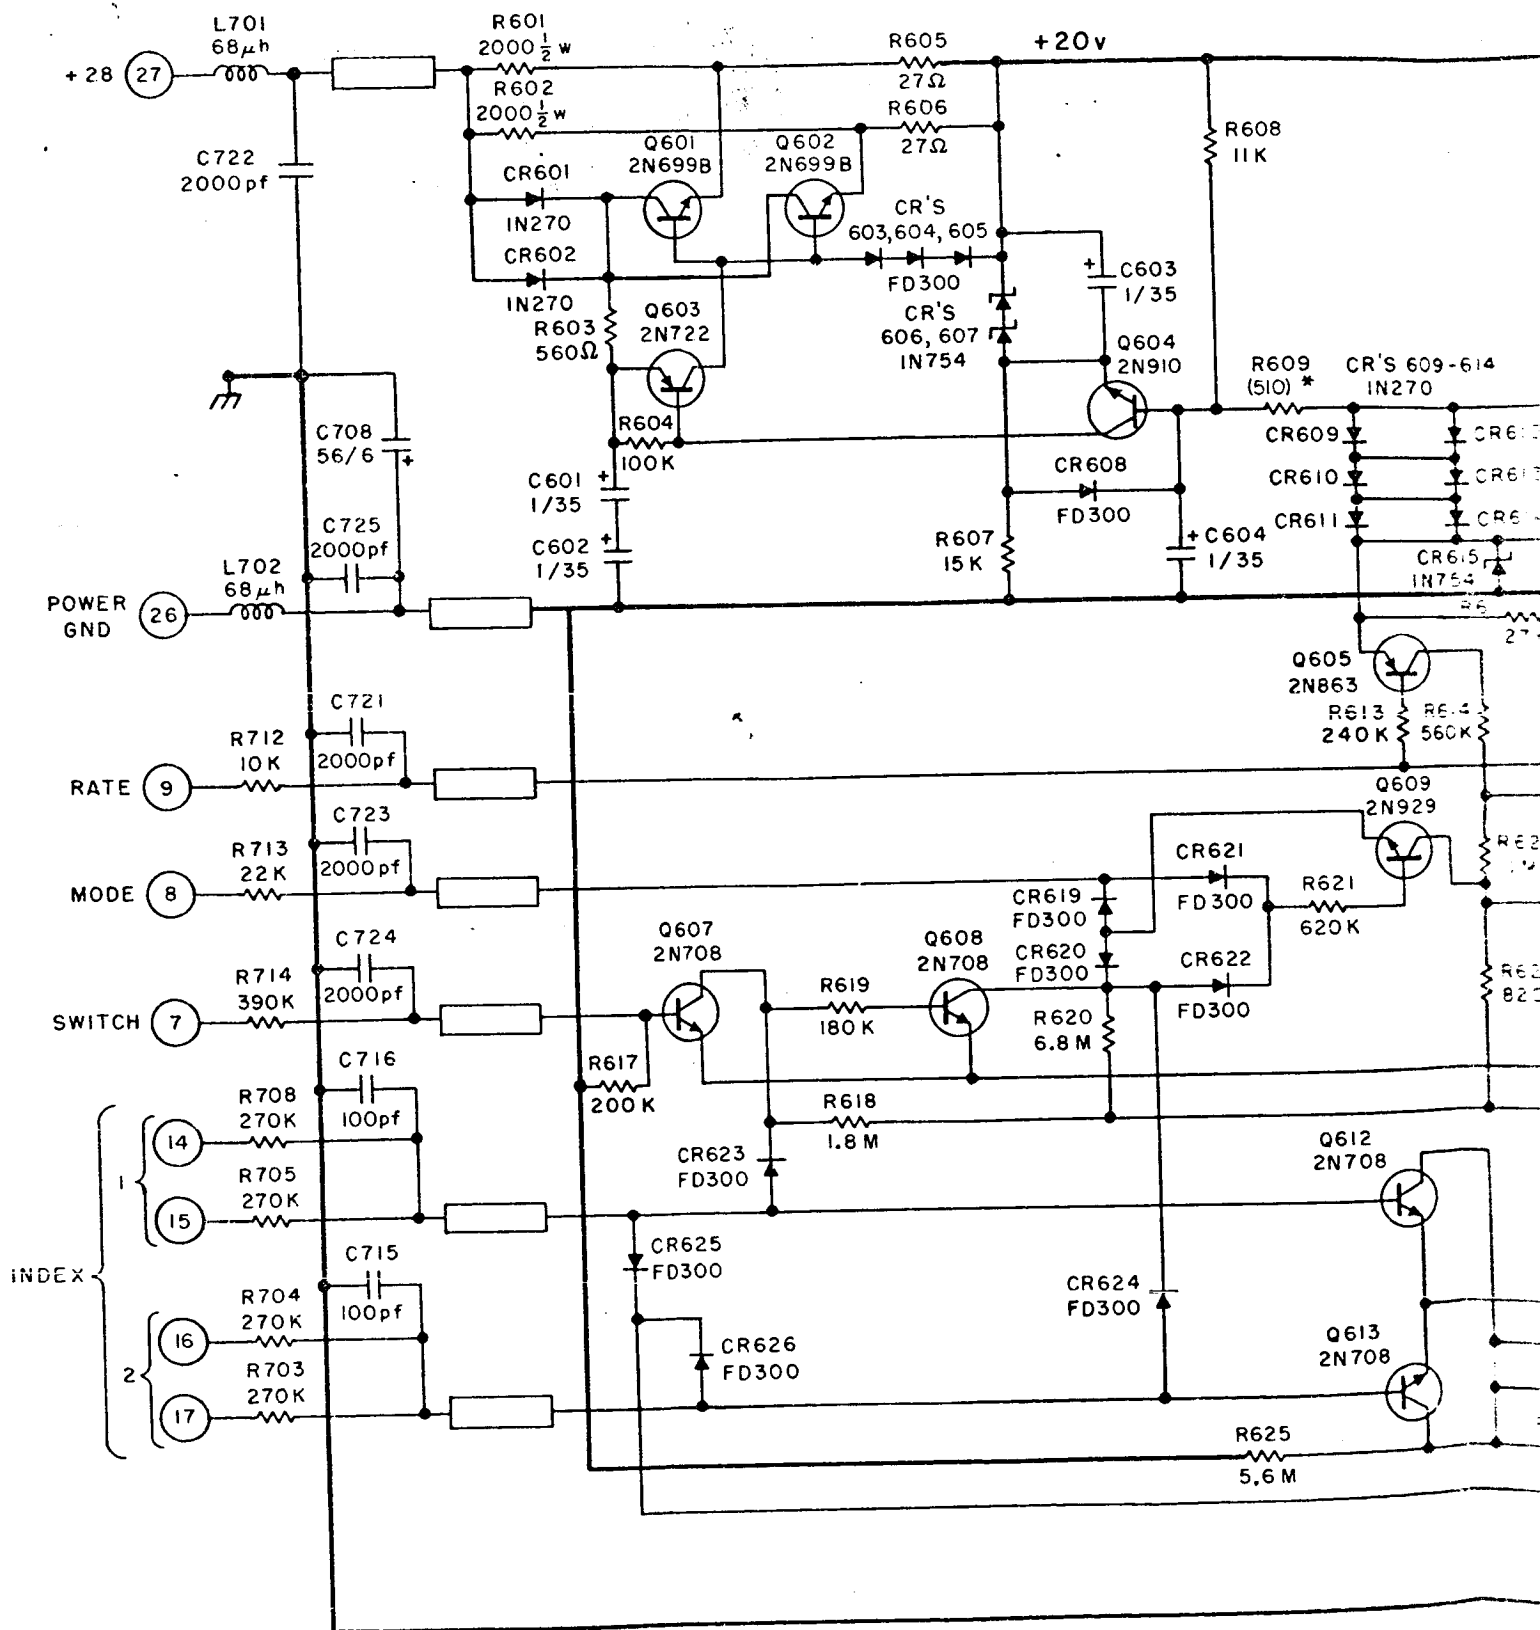 L701
68μh
+28 27
C722
2000pf
R601
2000 ½ w
R602
2000 ½ w
R605
27Ω
R606
27Ω
+20v
R608
11K
CR601
1N270
CR602
1N270
Q601
2N699B
Q602
2N699B
CR'S
603,604,605
FD300
C603
1/35
+
R603
560Ω
Q603
2N722
CR'S
606,607
1N754
Q604
2N910
R609
(510) *
CR'S 609-614
1N270
CR609
CR610
CR611
C708
56/6
+
R604
100K
C601
1/35
+
C602
1/35
+
CR608
FD300
R607
15K
+ C604
1/35
CR615
1N754
C725
2000pf
L702
68μh
POWER
GND
26
Q605
2N863
R613
240K
R614
560K
C721
2000pf
R712
10K
RATE 9
C723
2000pf
R713
22K
MODE 8
Q609
2N929
CR621
FD300
R621
620K
CR619
FD300
CR620
FD300
CR622
FD300
C724
2000pf
R714
390K
SWITCH 7
Q607
2N708
R619
180K
Q608
2N708
R620
6.8M
R617
200K
R618
1.8M
C716
100pf
R708
270K
14
R705
270K
15
1
CR623
FD300
Q612
2N708
INDEX
C715
100pf
CR625
FD300
CR624
FD300
R704
270K
16
2
R703
270K
17
CR626
FD300
Q613
2N708
R625
5.6M